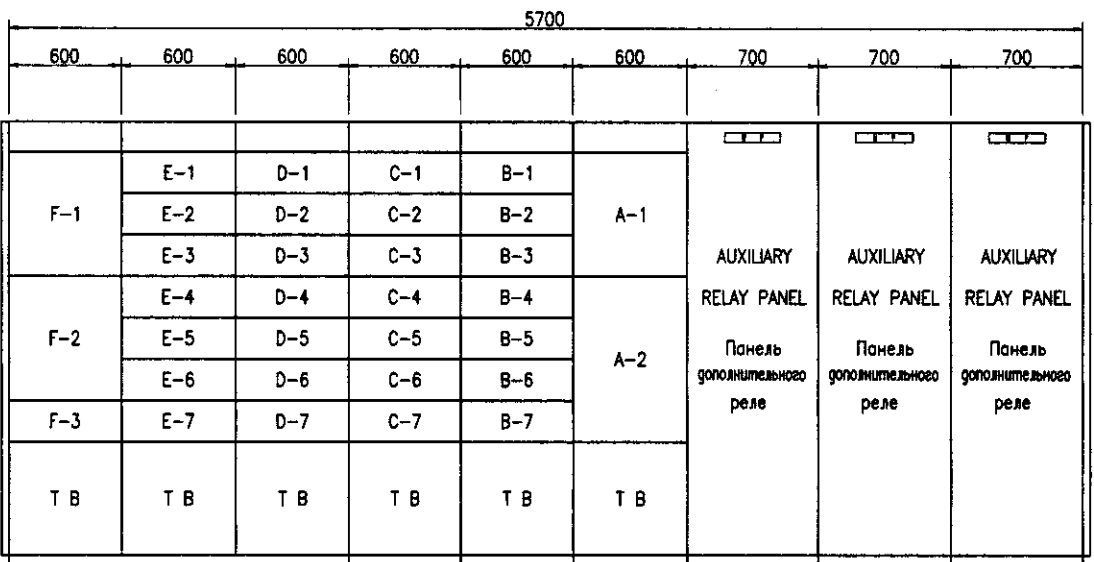 5700
600 600 600 600 600 600 700 700 700
E-1 D-1 C-1 B-1
F-1 E-2 D-2 C-2 B-2 A-1
E-3 D-3 C-3 B-3 AUXILIARY AUXILIARY AUXILIARY
E-4 D-4 C-4 B-4 RELAY PANEL RELAY PANEL RELAY PANEL
F-2 E-5 D-5 C-5 B-5 A-2 Панель Панель Панель
E-6 D-6 C-6 B-6 дополнительного дополнительного дополнительного
F-3 E-7 D-7 C-7 B-7 реле реле реле
T B T B T B T B T B T B